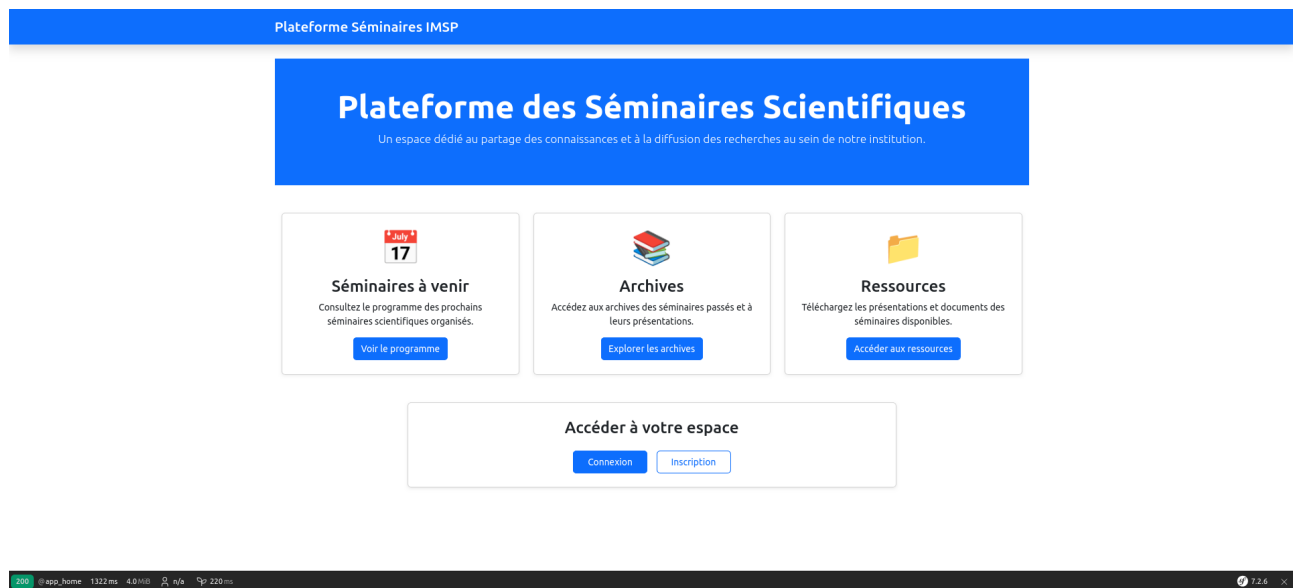 Plateforme Séminaires IMSP
Plateforme des Séminaires Scientifiques
Un espace dédié au partage des connaissances et à la diffusion des recherches au sein de notre institution.
July
17
Séminaires à venir
Consultez le programme des prochains
séminaires scientifiques organisés.
Voir le programme
Archives
Accédez aux archives des séminaires passés et à
leurs présentations.
Explorer les archives
Ressources
Téléchargez les présentations et documents des
séminaires disponibles.
Accéder aux ressources
Accéder à votre espace
Connexion
Inscription
200 @app_home 1322 ms 4.0 MiB n/a 220 ms
sf 7.2.6